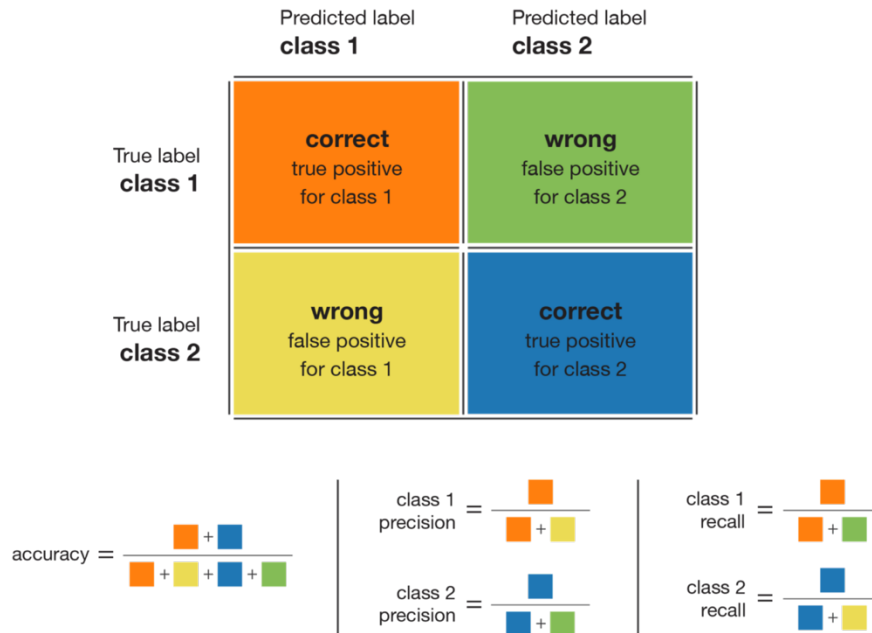 Predicted label
class 1
Predicted label
class 2
True label
class 1
correct
true positive
for class 1
wrong
false positive
for class 2
True label
class 2
wrong
false positive
for class 1
correct
true positive
for class 2
accuracy = + + + +
class 1
precision = +
class 2
precision = +
class 1
recall = +
class 2
recall = +